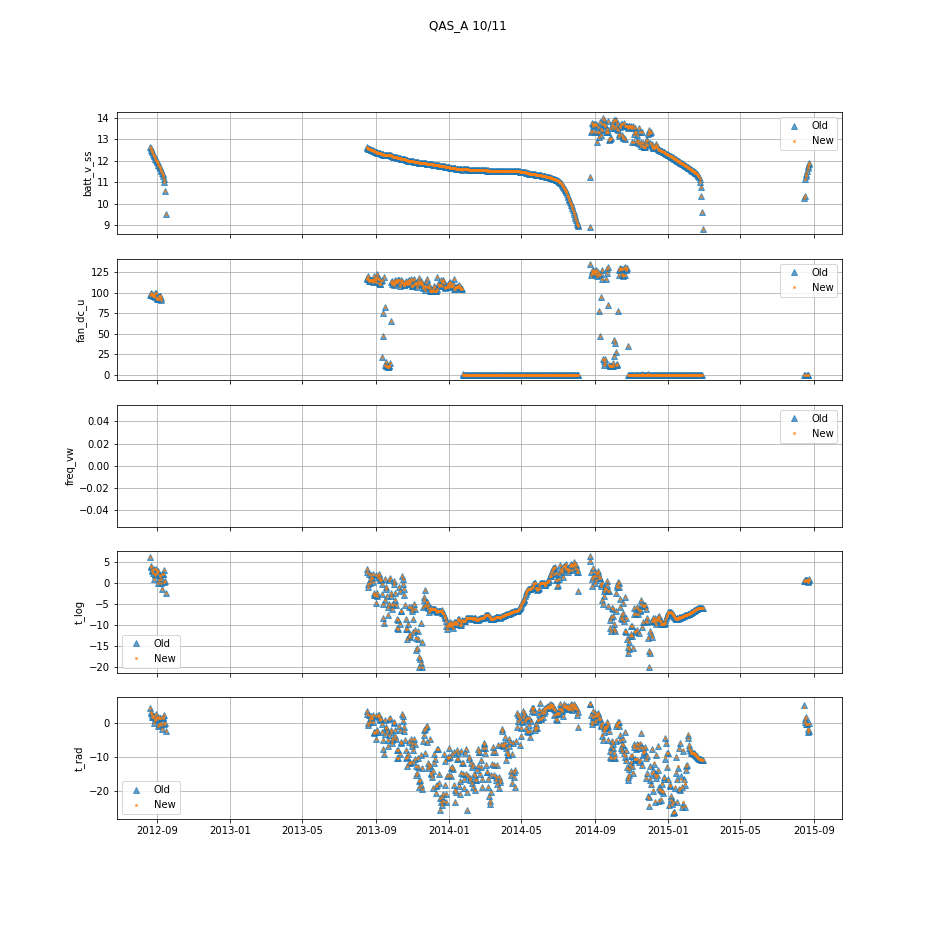 QAS_A 10/11
14
13
12
11
10
9
batt_v_ss
Old
New
125
100
75
50
25
0
fan_dc_u
Old
New
0.04
0.02
0.00
−0.02
−0.04
freq_vw
Old
New
5
0
−5
−10
−15
−20
t_log
Old
New
0
−10
−20
t_rad
Old
New
2012-09 2013-01 2013-05 2013-09 2014-01 2014-05 2014-09 2015-01 2015-05 2015-09